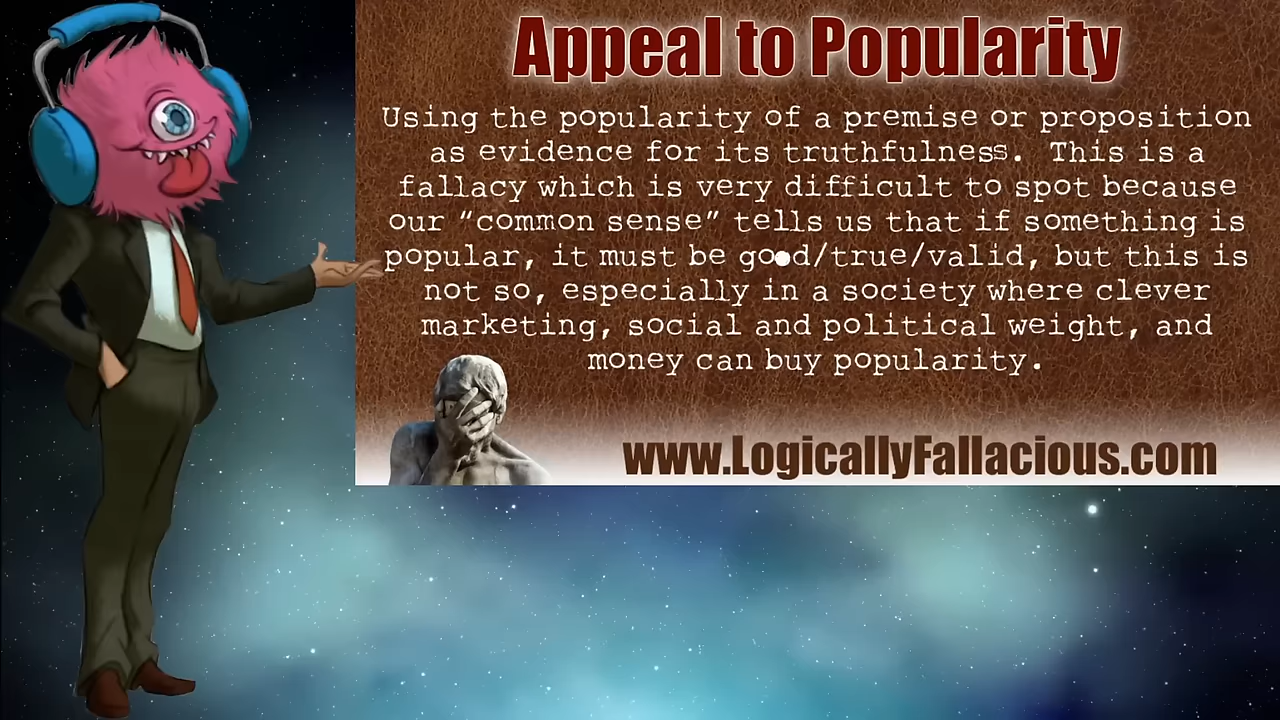 Appeal to Popularity
Using the popularity of a premise or proposition
as evidence for its truthfulness. This is a
fallacy which is very difficult to spot because
our “common sense” tells us that if something is
popular, it must be good/true/valid, but this is
not so, especially in a society where clever
marketing, social and political weight, and
money can buy popularity.
www.LogicallyFallacious.com